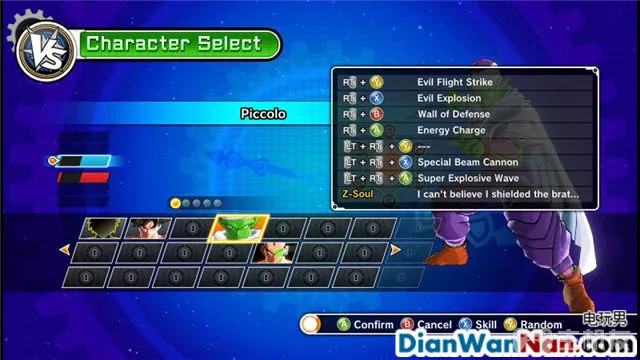 VS
Character Select
Piccolo
RT + Y Evil Flight Strike
RT + X Evil Explosion
RT + B Wall of Defense
RT + A Energy Charge
LT + RT + Y ---
LT + RT + X Special Beam Cannon
LT + RT + A Super Explosive Wave
Z-Soul I can't believe I shielded the brat...
A Confirm B Cancel X Skill Y Random
电玩男
DianWanNan.com